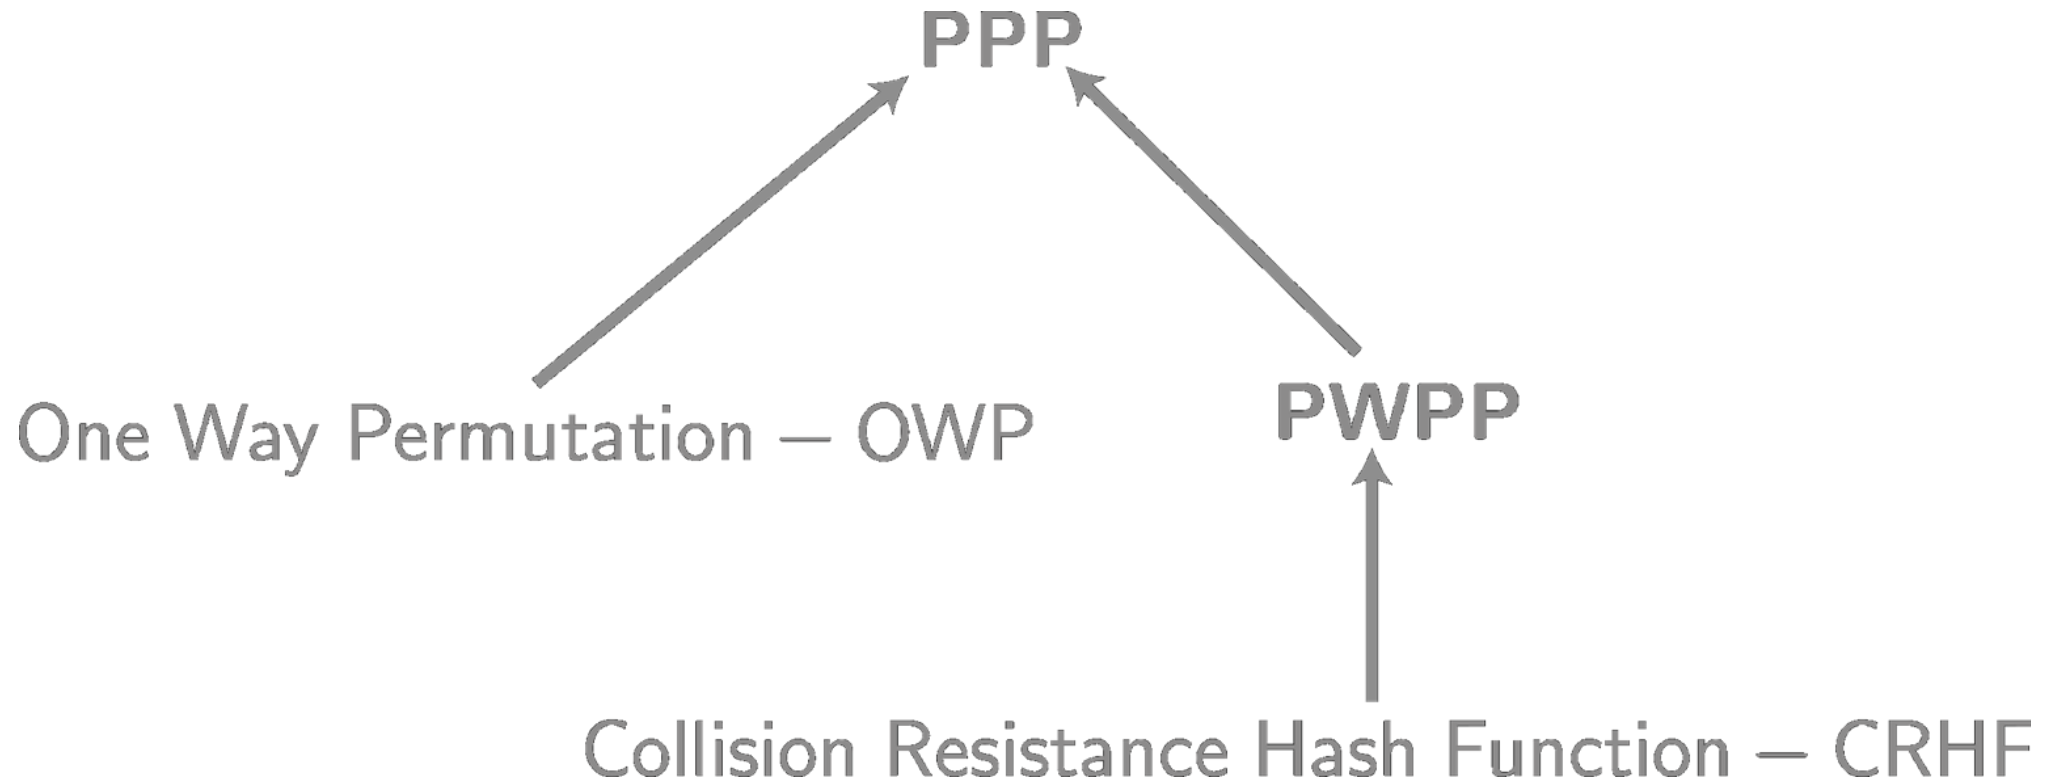 PPP
One Way Permutation – OWP
PWPP
Collision Resistance Hash Function – CRHF